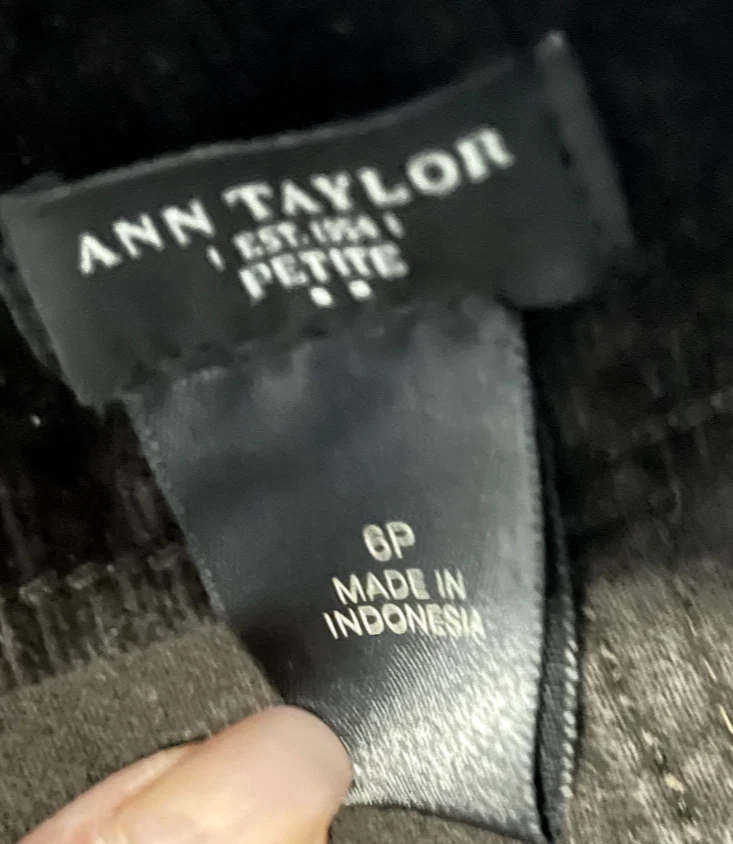 ANN TAYLOR
EST. 1954
PETITE
6P
MADE IN
INDONESIA